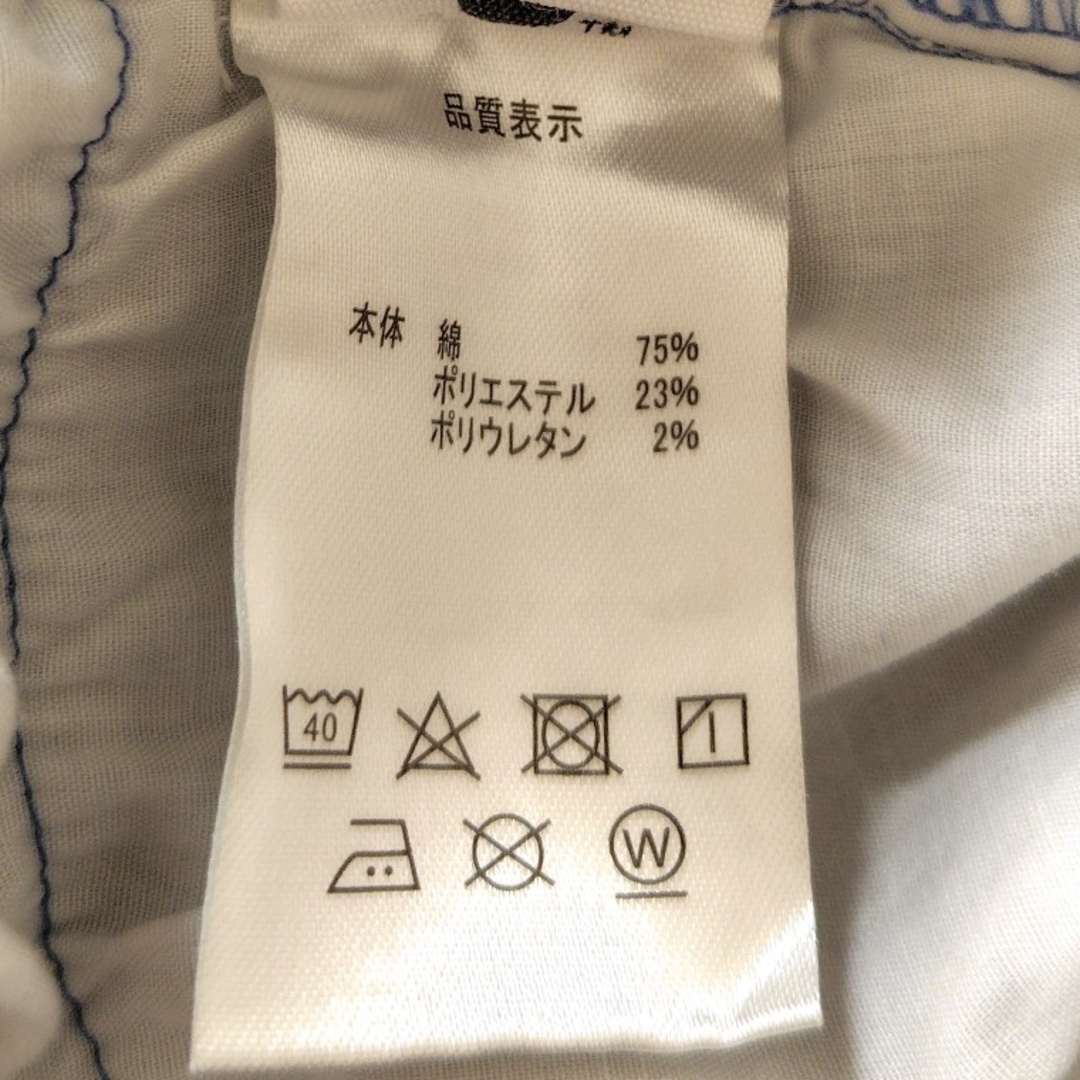 品質表示
本体 綿 75%
ポリエステル 23%
ポリウレタン 2%
40
W